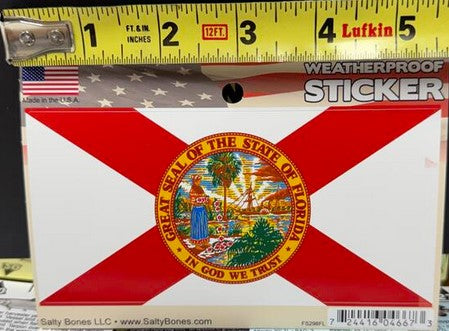 1 FT. & IN. INCHES 2 12FT. 3 4 Lufkin 5
WEATHERPROOF
STICKER
Made in the U.S.A.
GREAT SEAL OF THE STATE OF FLORIDA
• IN GOD WE TRUST •
Salty Bones LLC • www.SaltyBones.com
FS298FL
7 24416 04667 3